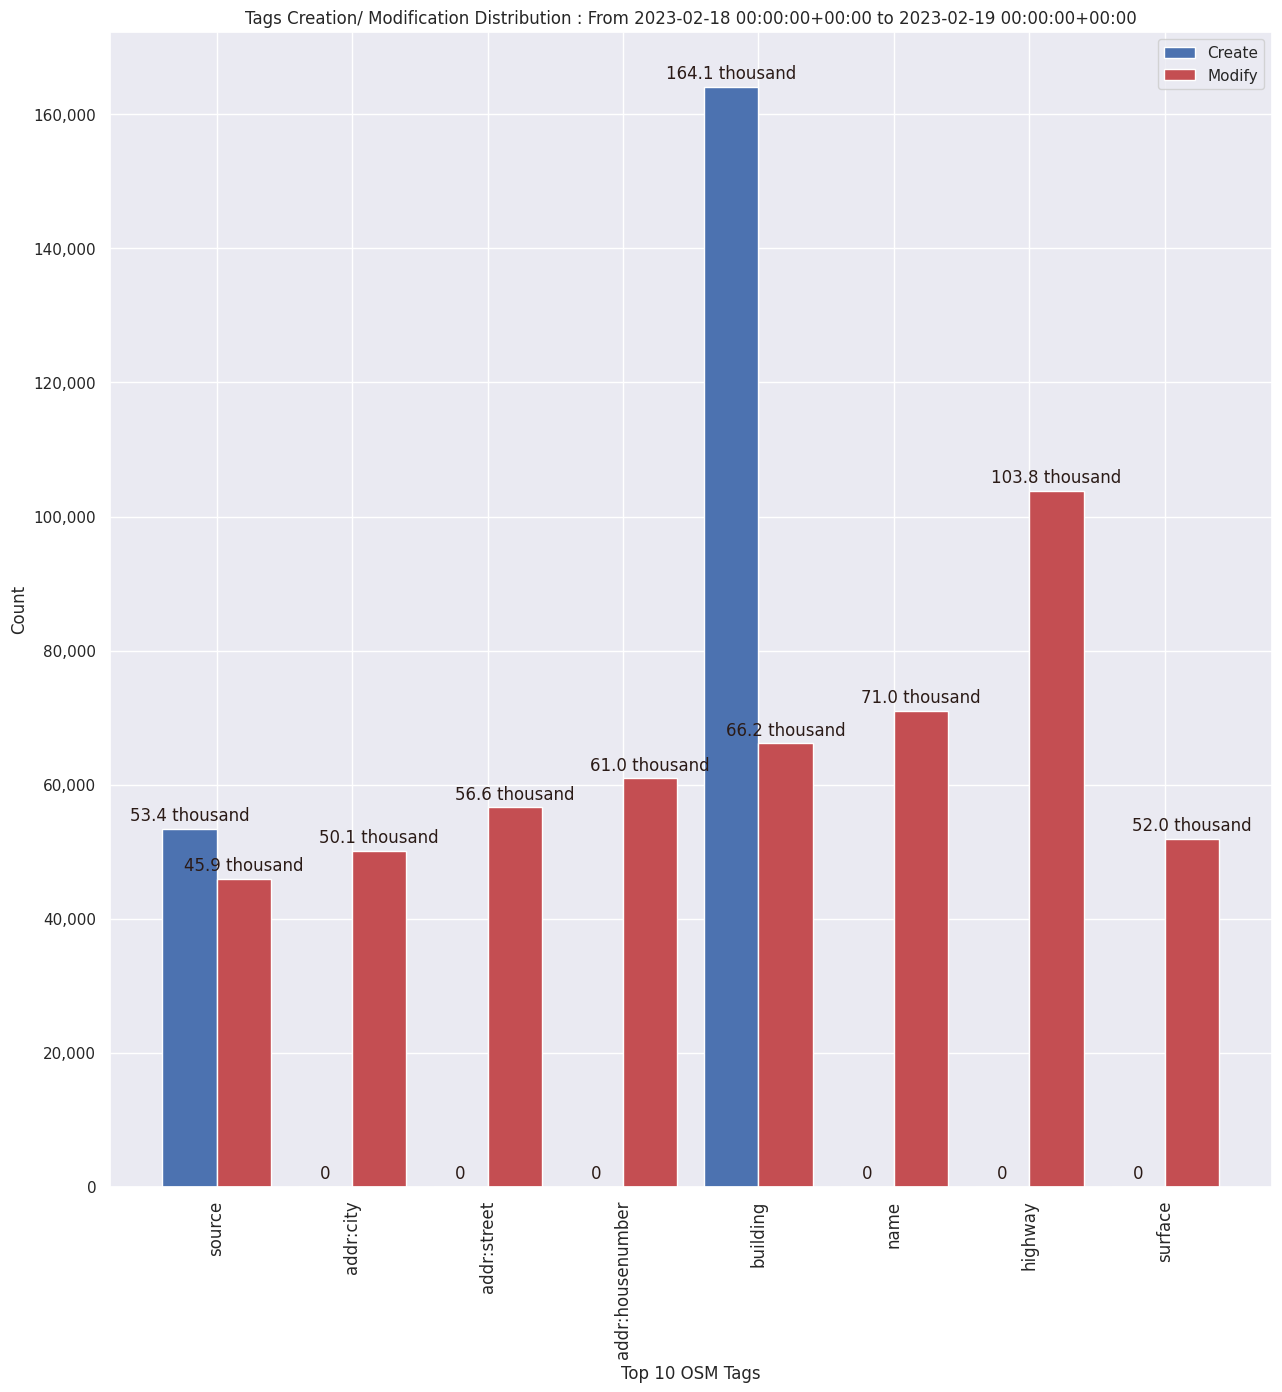 Tags Creation/ Modification Distribution : From 2023-02-18 00:00:00+00:00 to 2023-02-19 00:00:00+00:00
Create
Modify
164.1 thousand
160,000
140,000
120,000
103.8 thousand
100,000
Count
80,000
71.0 thousand
66.2 thousand
61.0 thousand
60,000
56.6 thousand
53.4 thousand
52.0 thousand
50.1 thousand
45.9 thousand
40,000
20,000
0
0
0
0
0
0
0
source
addr:city
addr:street
addr:housenumber
building
name
highway
surface
Top 10 OSM Tags